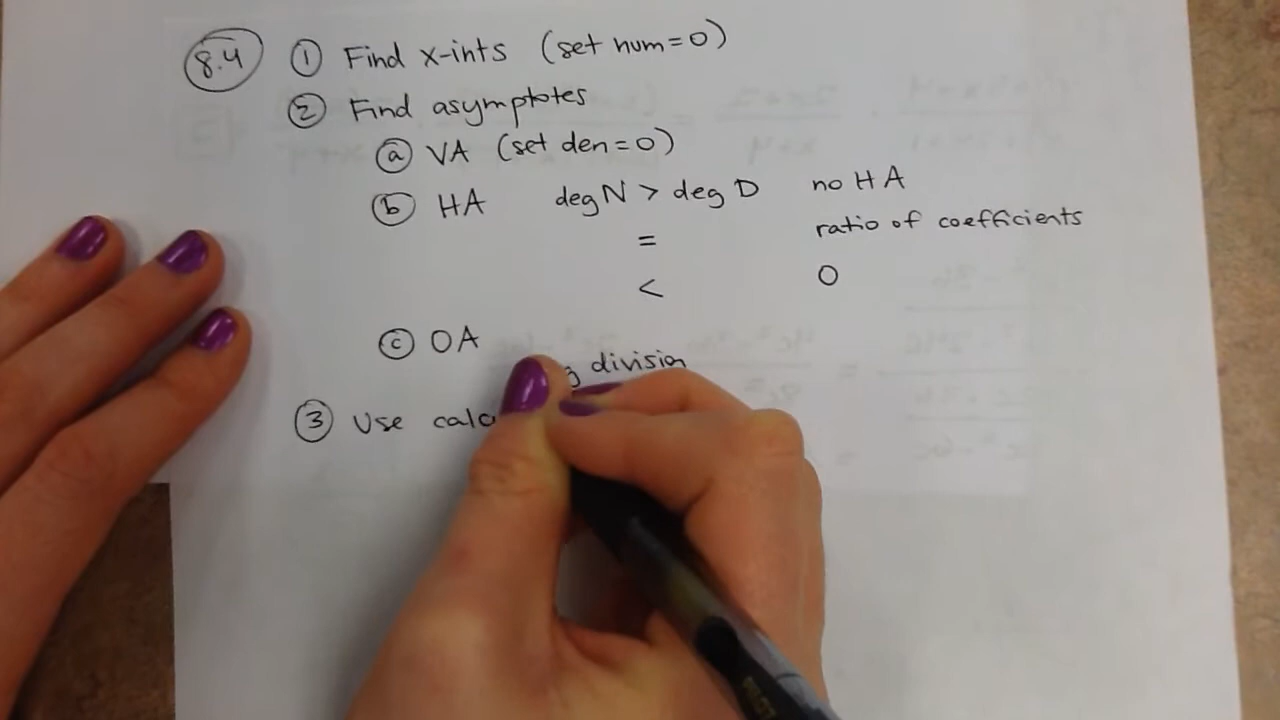 8.4 ① Find x-ints (set num=0)
② Find asymptotes
ⓐ VA (set den=0)
ⓑ HA deg N > deg D no HA
= ratio of coefficients
< 0
ⓒ OA
division
③ Use calc